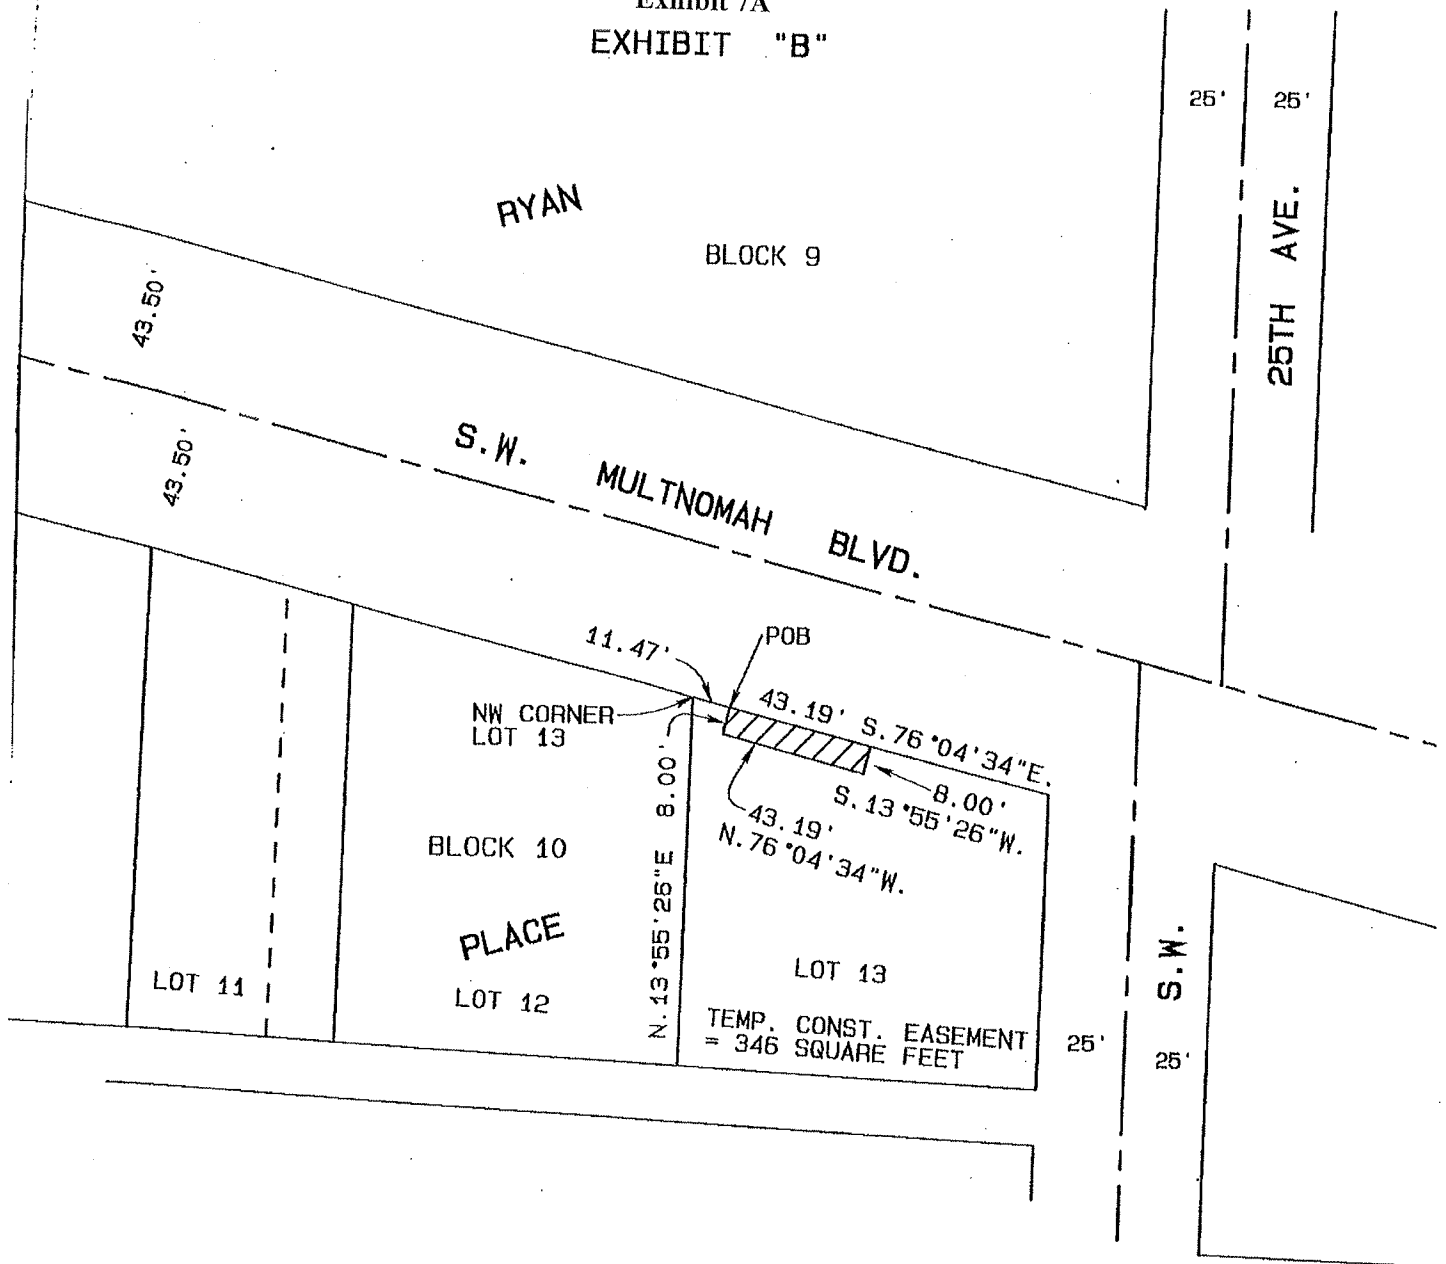 Exhibit 7A
EXHIBIT "B"
25'
25'
RYAN
BLOCK 9
25TH AVE.
43.50'
43.50'
S.W. MULTNOMAH BLVD.
11.47'
POB
NW CORNER
LOT 13
43.19' S.76°04'34"E.
8.00'
S.13°55'26"W.
43.19'
N.76°04'34"W.
N.13°55'26"E 8.00'
BLOCK 10
PLACE
LOT 11
LOT 12
LOT 13
TEMP. CONST. EASEMENT
= 346 SQUARE FEET
S.W.
25'
25'